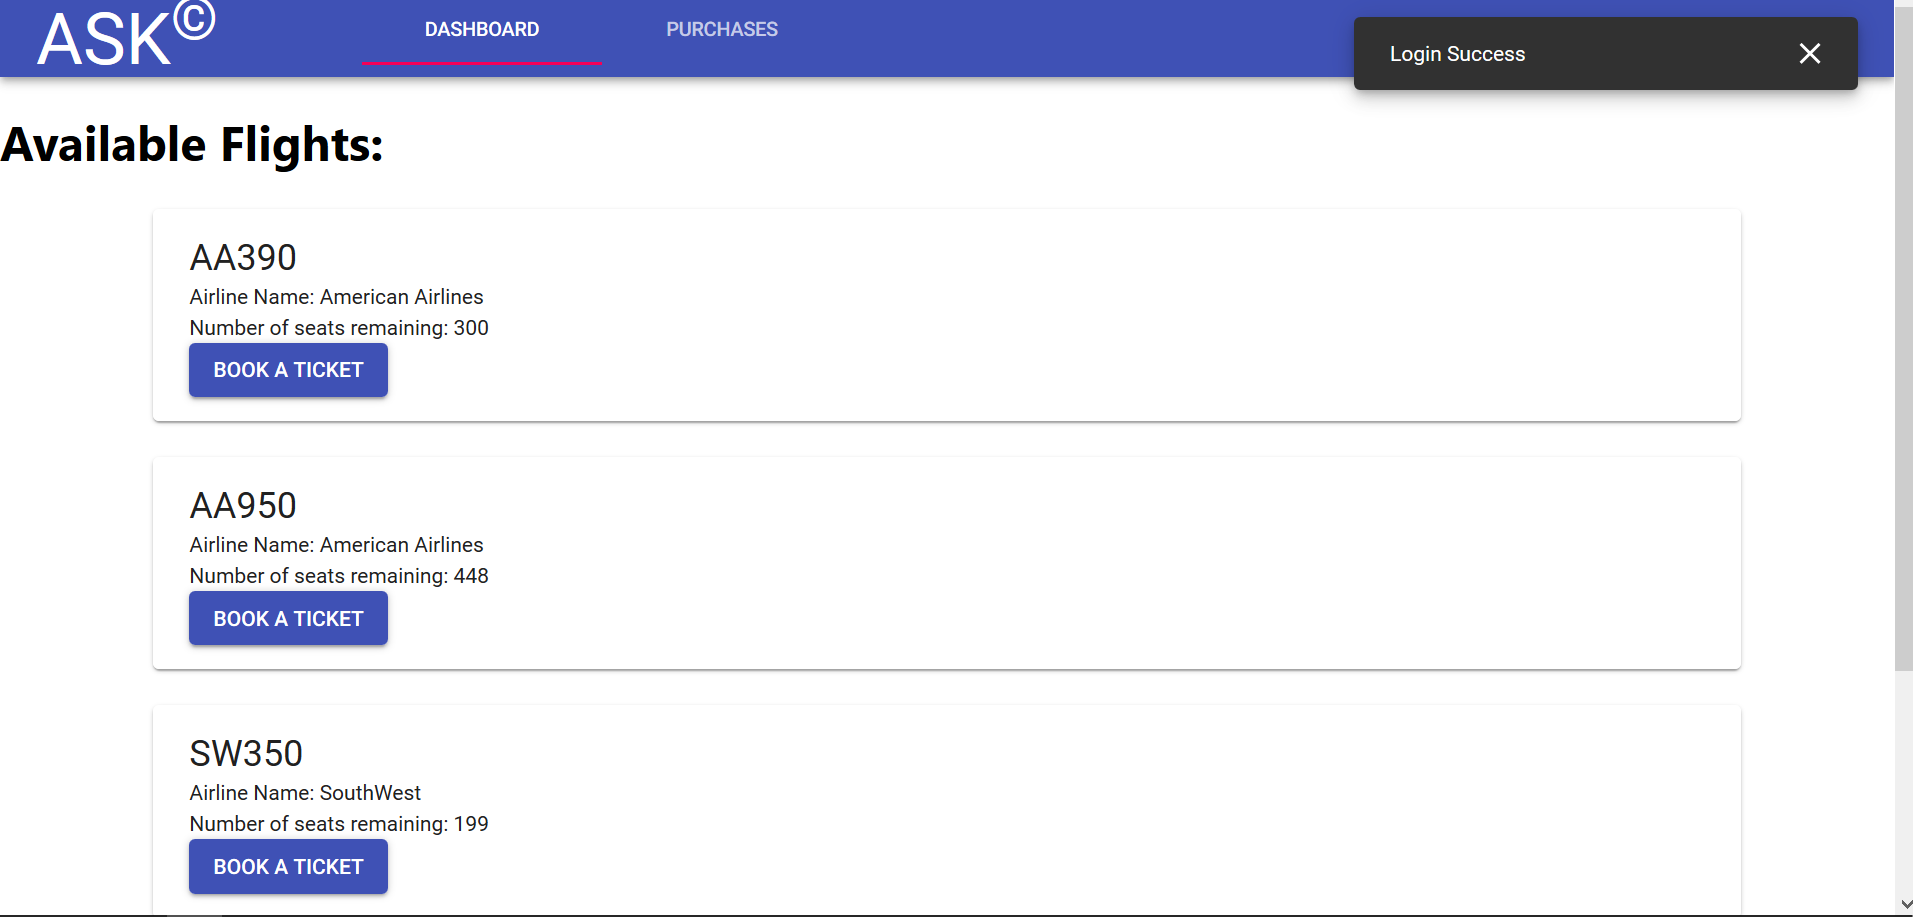 ASK©
DASHBOARD
PURCHASES
Login Success
Available Flights:
AA390
Airline Name: American Airlines
Number of seats remaining: 300
BOOK A TICKET
AA950
Airline Name: American Airlines
Number of seats remaining: 448
BOOK A TICKET
SW350
Airline Name: SouthWest
Number of seats remaining: 199
BOOK A TICKET